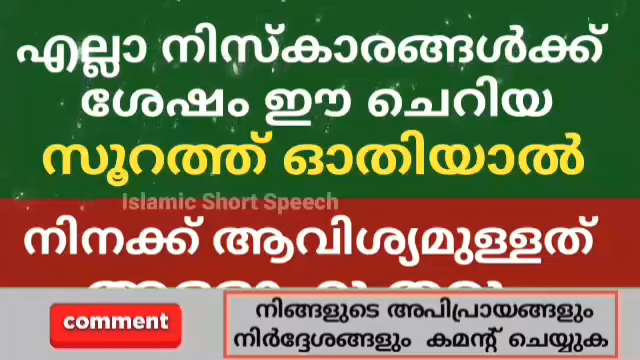 എല്ലാ നിസ്കാരങ്ങൾക്ക്
ശേഷം ഈ ചെറിയ
സൂറത്ത് ഓതിയാൽ
Islamic Short Speech
നിനക്ക് ആവിശ്യമുള്ളത്
comment
നിങ്ങളുടെ അപിപ്രായങ്ങളും
നിർദ്ദേശങ്ങളും കമന്റ് ചെയ്യുക